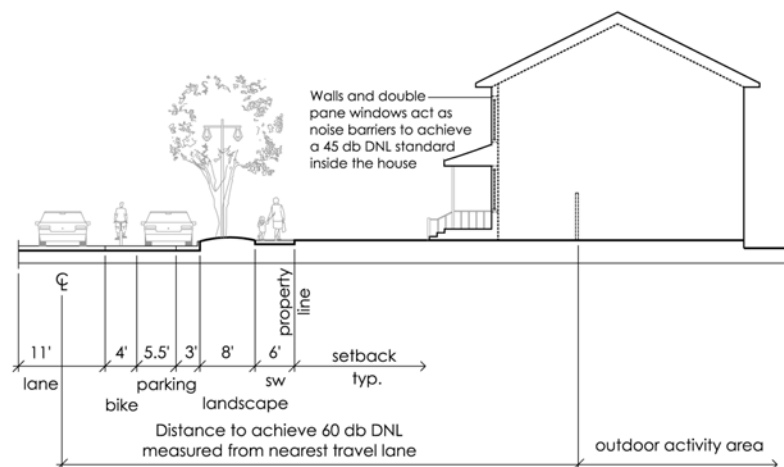 Walls and double
pane windows act as
noise barriers to achieve
a 45 db DNL standard
inside the house
℄
property
line
11' 4' 5.5' 3' 8' 6' setback
lane parking sw typ.
bike landscape
Distance to achieve 60 db DNL
measured from nearest travel lane
outdoor activity area